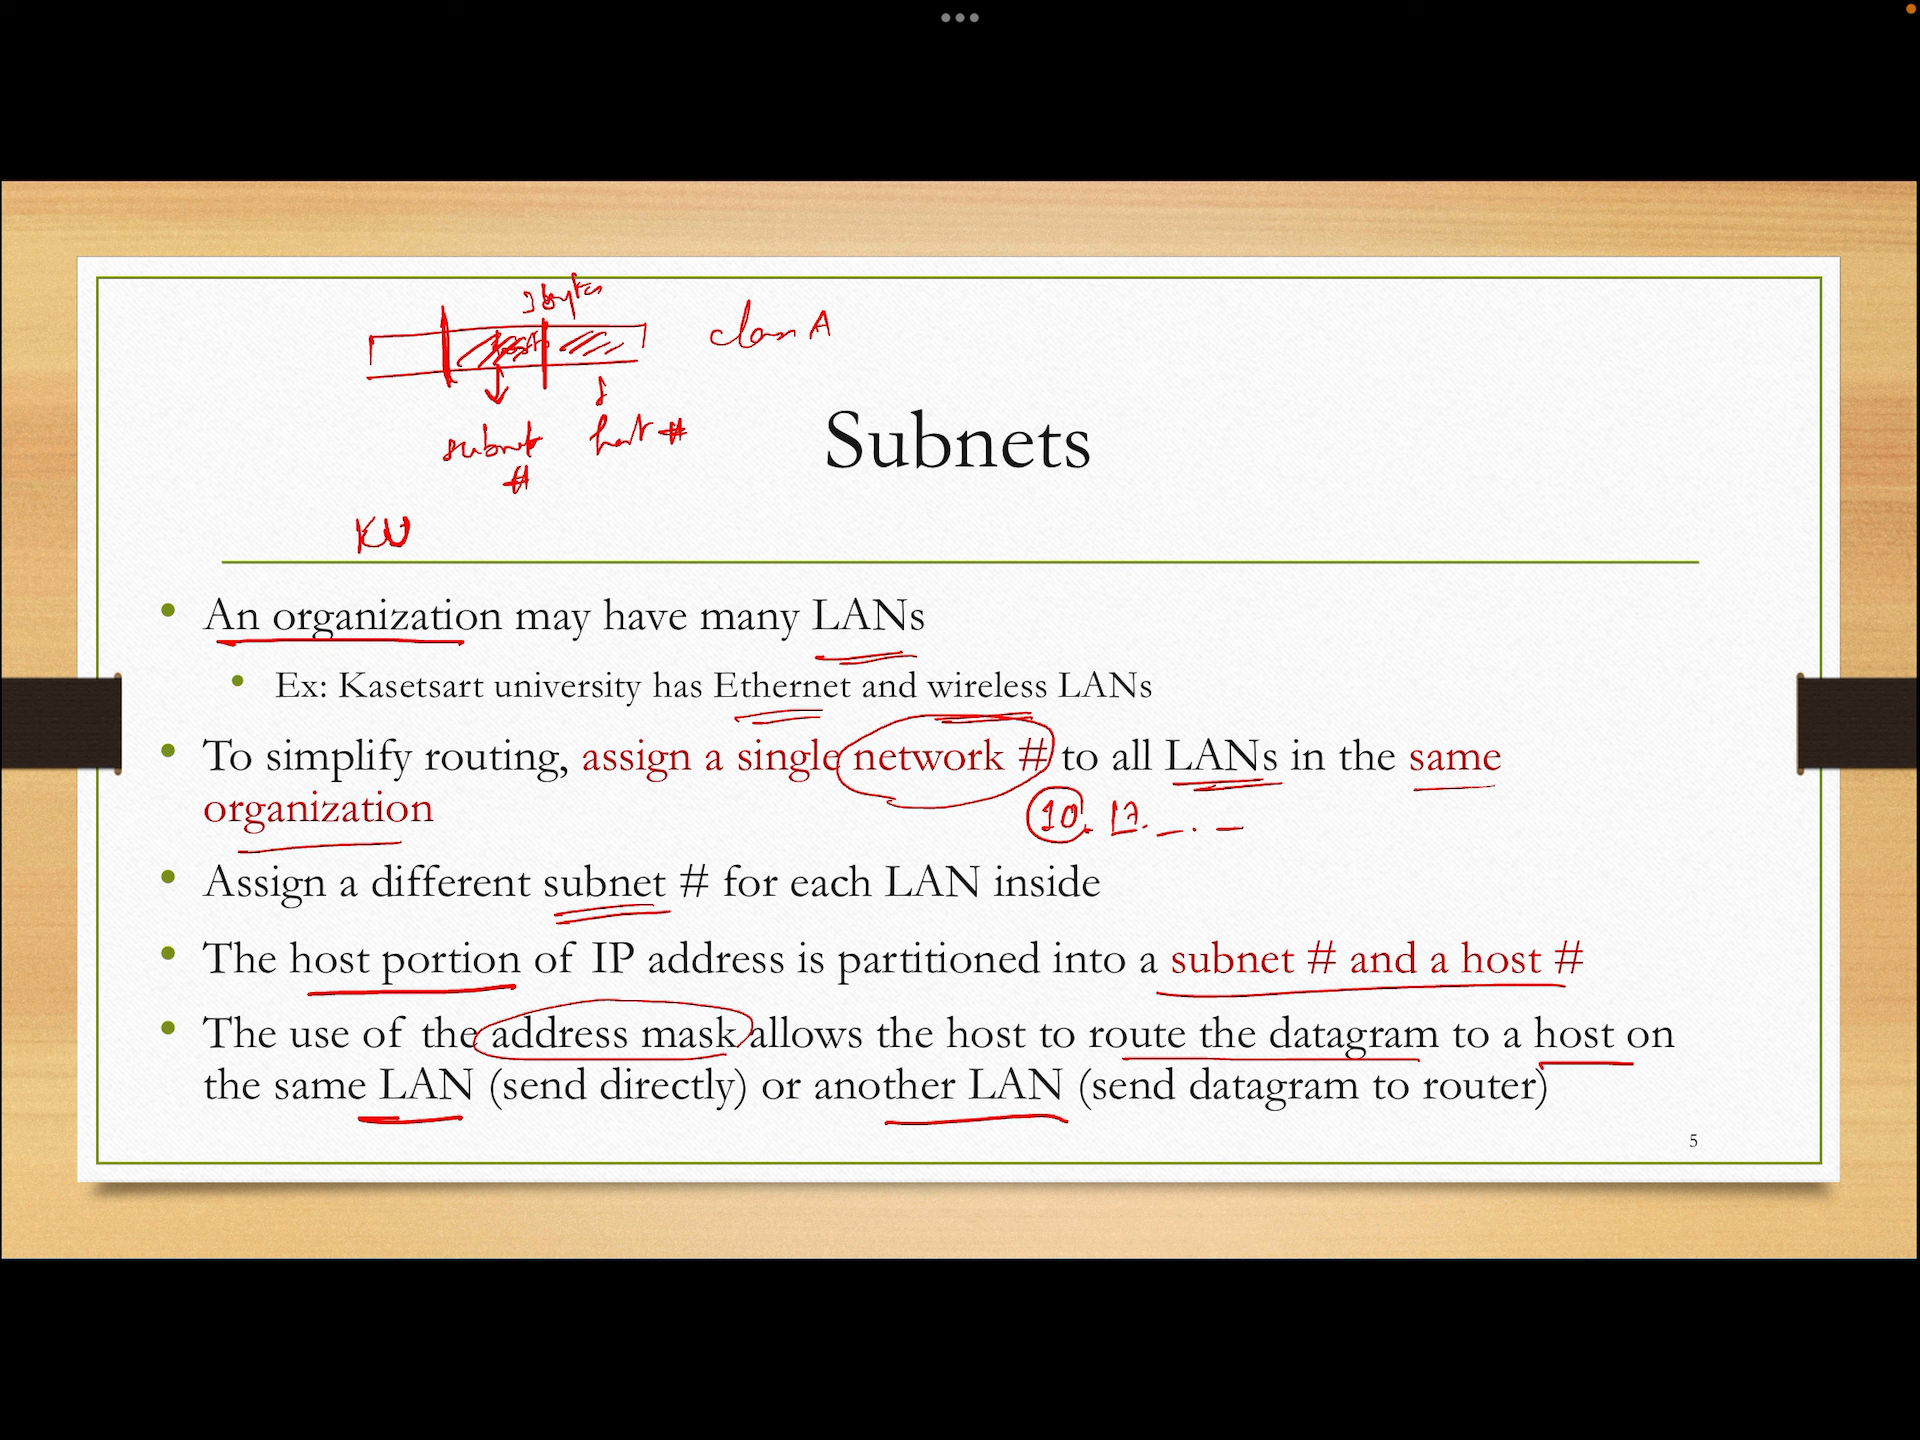 3 bytes
class A
subnet
#
host #
Subnets
KU
• An organization may have many LANs
• Ex: Kasetsart university has Ethernet and wireless LANs
• To simplify routing, assign a single network # to all LANs in the same
organization
10. 17. _. _
• Assign a different subnet # for each LAN inside
• The host portion of IP address is partitioned into a subnet # and a host #
• The use of the address mask allows the host to route the datagram to a host on
the same LAN (send directly) or another LAN (send datagram to router)
5